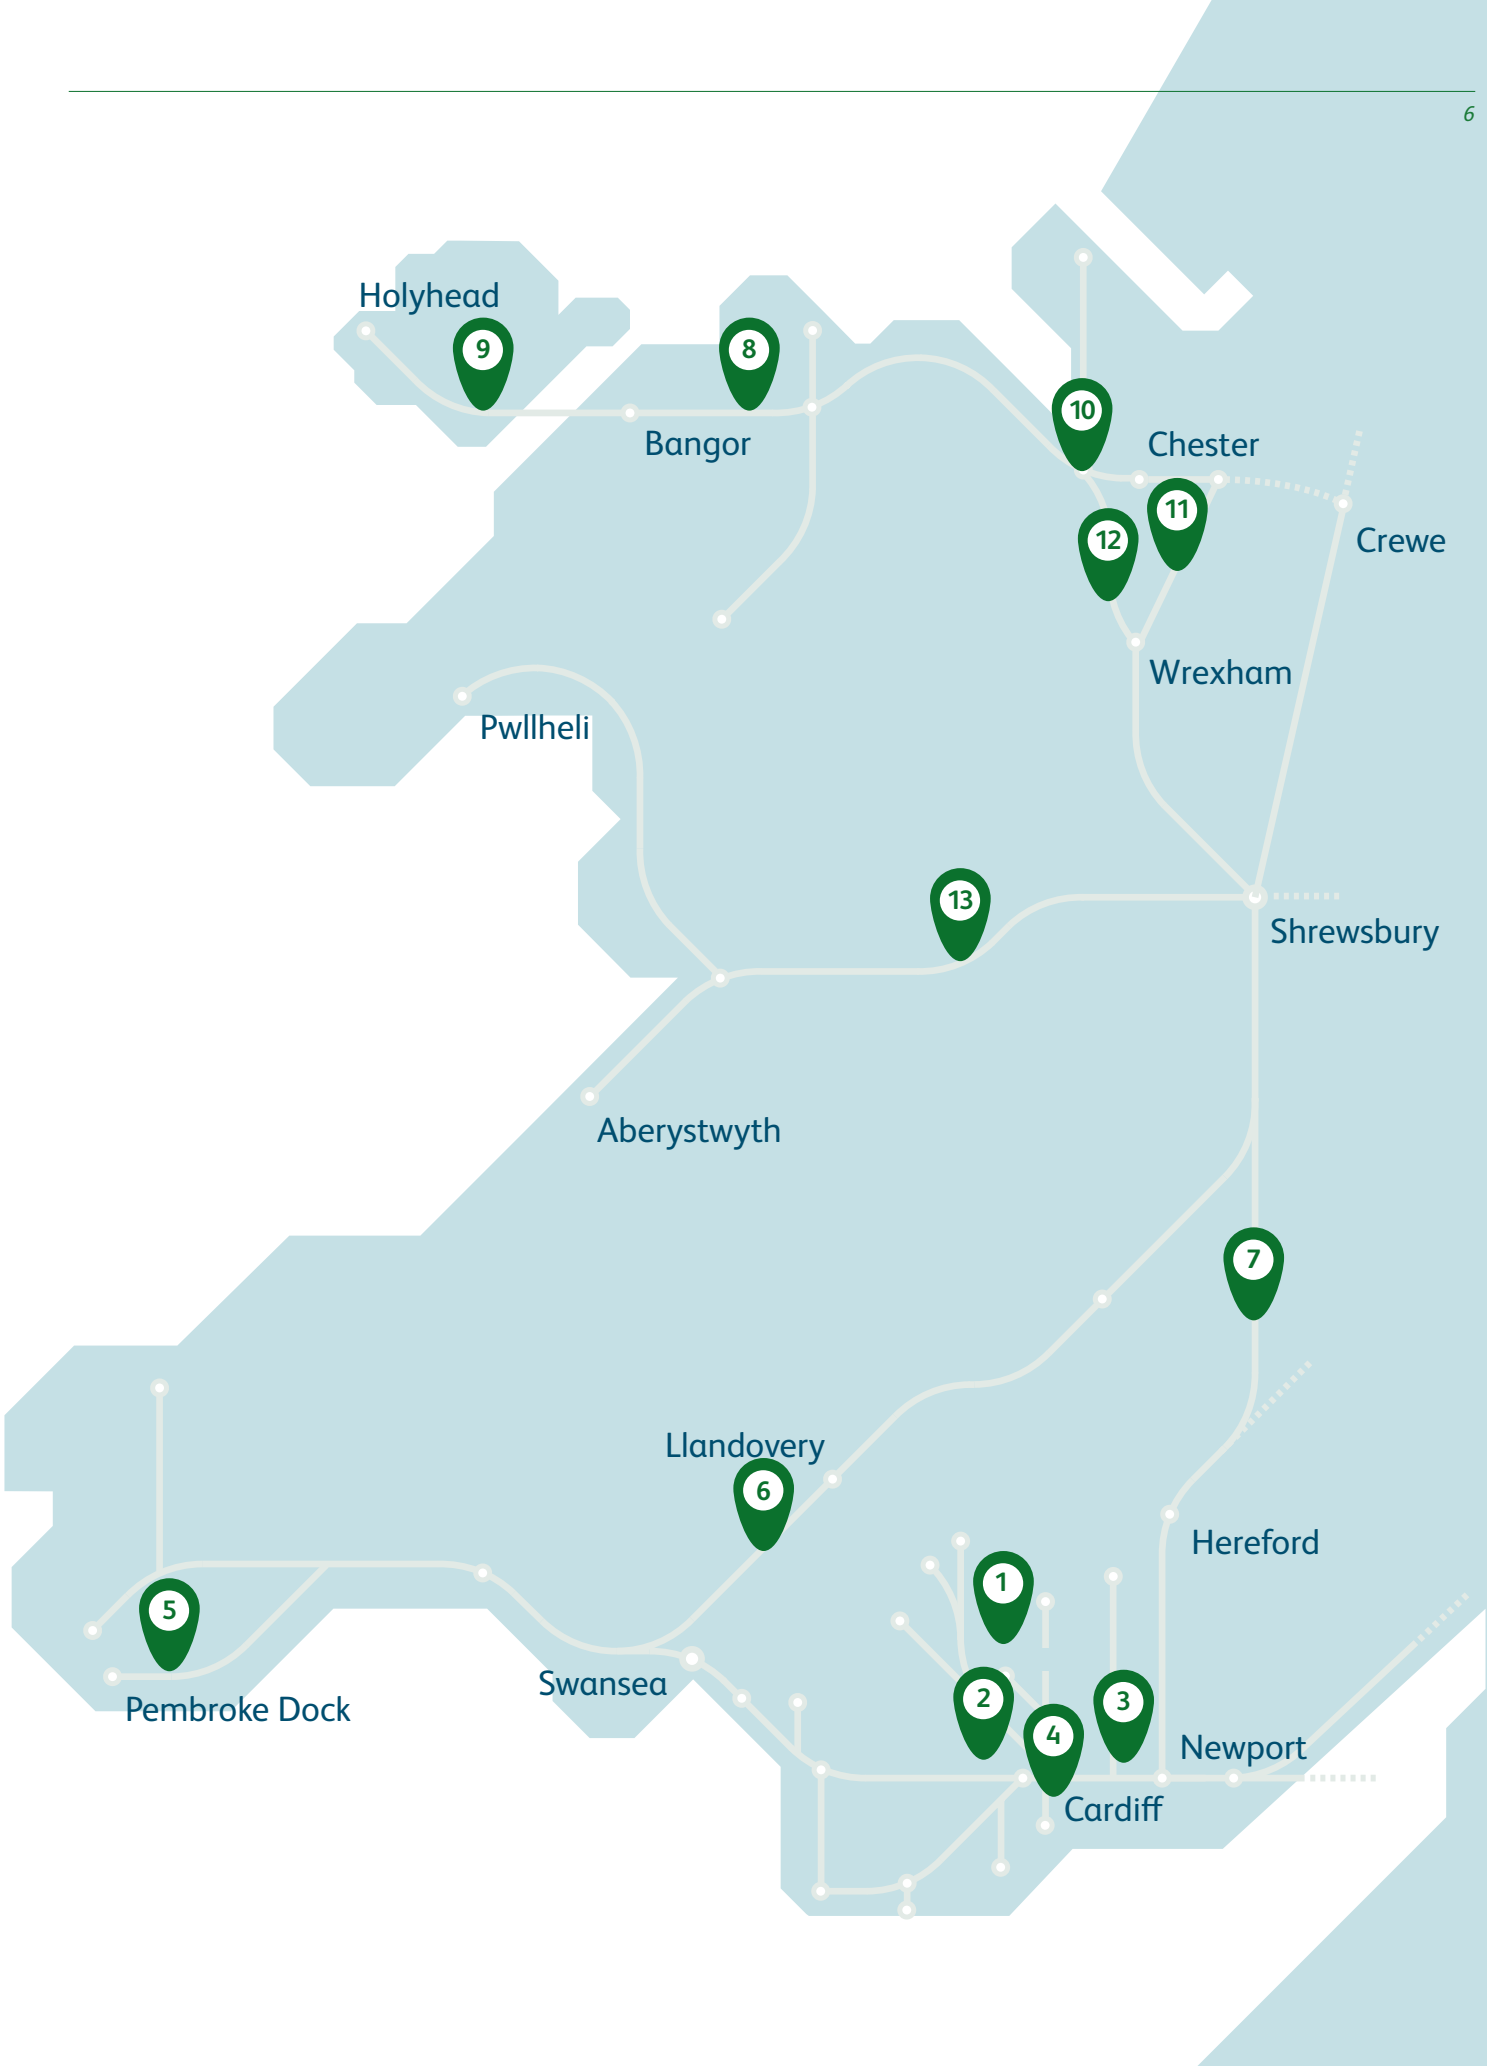 6
Holyhead
9
8
Bangor
10
Chester
11
12
Crewe
Wrexham
Pwllheli
13
Shrewsbury
Aberystwyth
7
Llandovery
6
Hereford
1
5
Swansea
2
3
4
Pembroke Dock
Newport
Cardiff